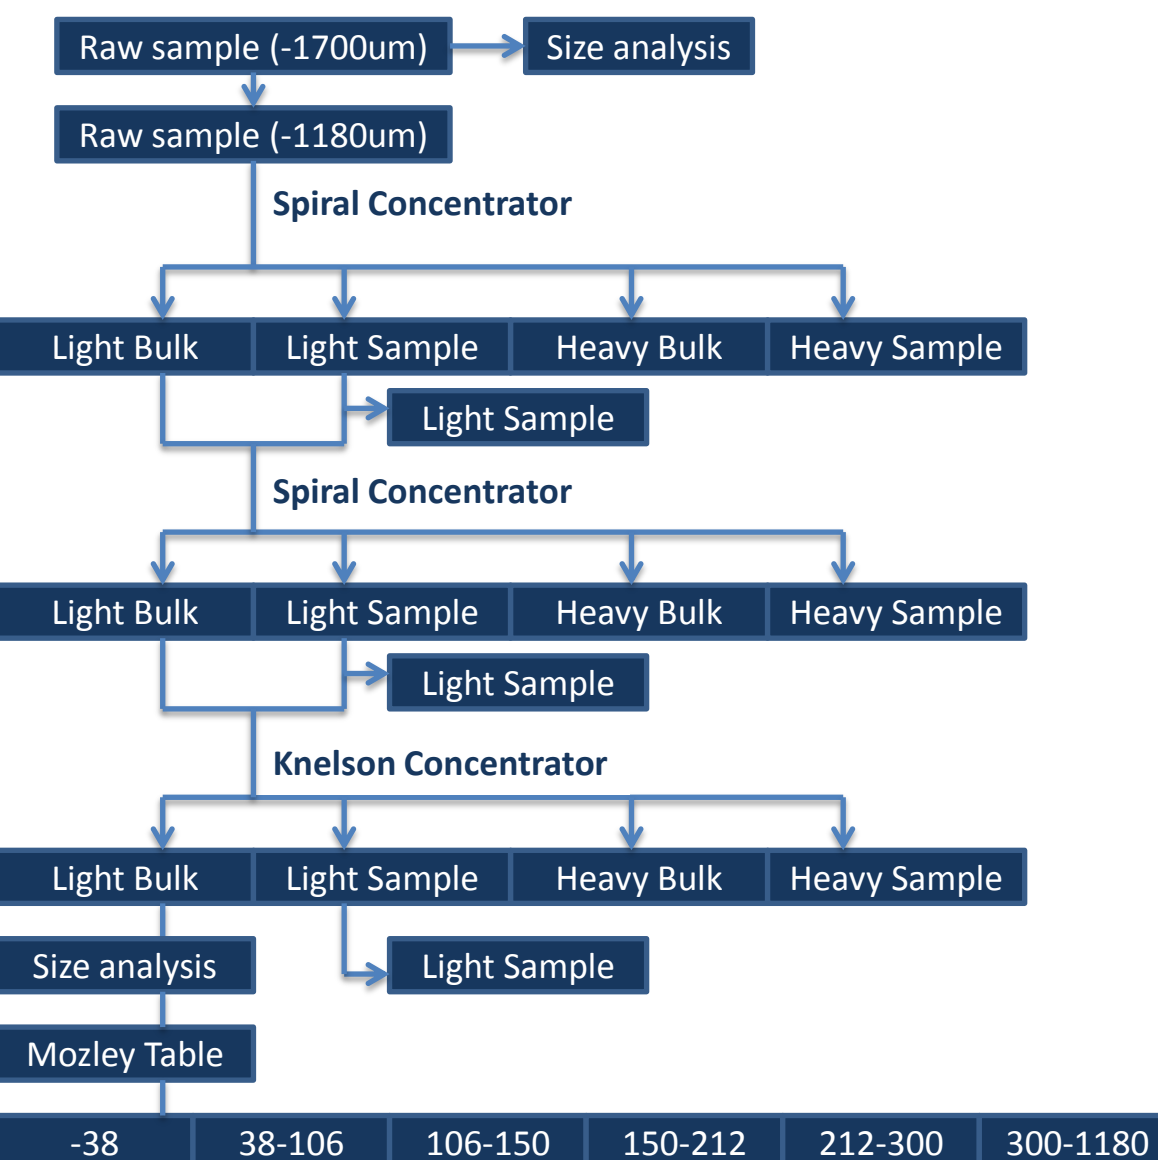 Raw sample (-1700um)
Size analysis
Raw sample (-1180um)
Spiral Concentrator
Light Bulk
Light Sample
Heavy Bulk
Heavy Sample
Light Sample
Spiral Concentrator
Light Bulk
Light Sample
Heavy Bulk
Heavy Sample
Light Sample
Knelson Concentrator
Light Bulk
Light Sample
Heavy Bulk
Heavy Sample
Size analysis
Light Sample
Mozley Table
-38
38-106
106-150
150-212
212-300
300-1180